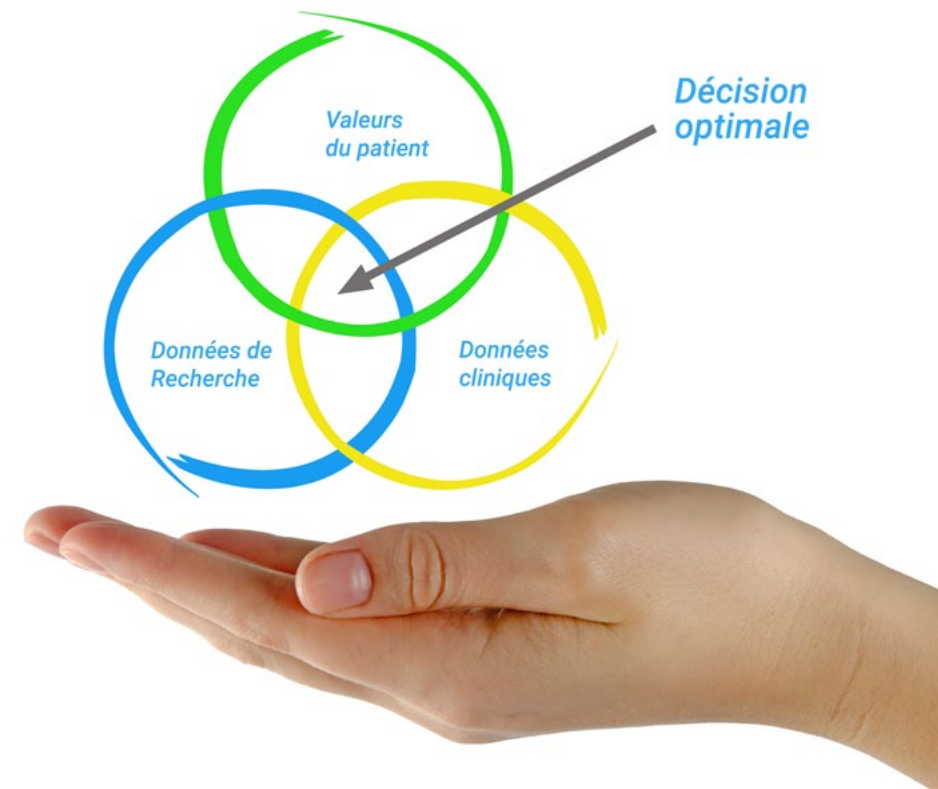 Décision
optimale
Valeurs
du patient
Données de
Recherche
Données
cliniques